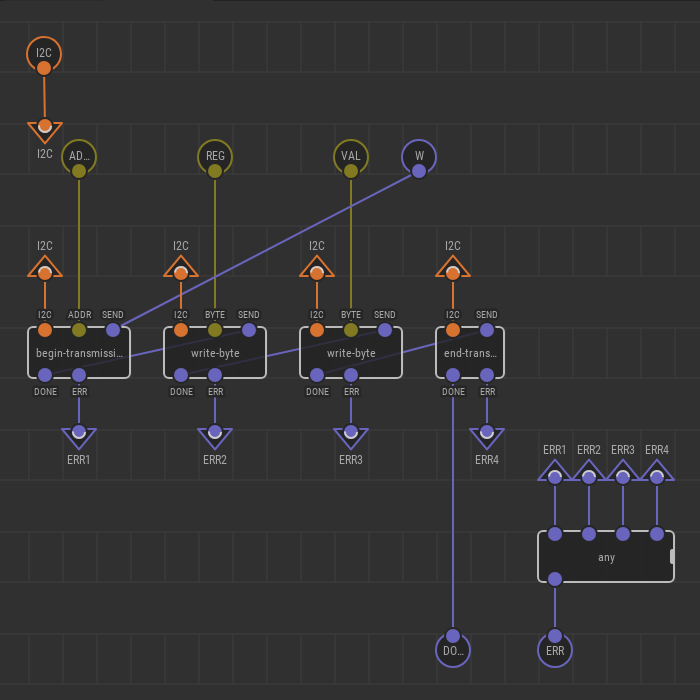 I2C
I2C
AD...
REG
VAL
W
I2C
I2C
I2C
I2C
I2C ADDR SEND
I2C BYTE SEND
I2C BYTE SEND
I2C SEND
begin-transmissi...
write-byte
write-byte
end-trans...
DONE ERR
DONE ERR
DONE ERR
DONE ERR
ERR1
ERR2
ERR3
ERR4
ERR1 ERR2 ERR3 ERR4
any
DO...
ERR